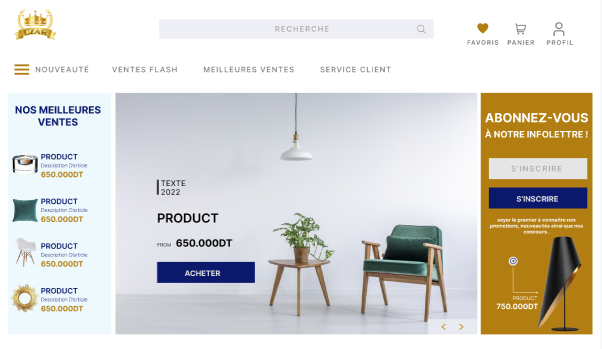 CZAR
RECHERCHE
FAVORIS PANIER PROFIL
NOUVEAUTÉ VENTES FLASH MEILLEURES VENTES SERVICE CLIENT
NOS MEILLEURES
VENTES
PRODUCT
Description D'article
650.000DT
PRODUCT
Description D'article
650.000DT
PRODUCT
Description D'article
650.000DT
PRODUCT
Description D'article
650.000DT
TEXTE
2022
PRODUCT
FROM 650.000DT
ACHETER
ABONNEZ-VOUS
À NOTRE INFOLETTRE !
S'INSCRIRE
S'INSCRIRE
soyer le premier à connaitre nos
promotions, nouveautés ainsi que nos
concours .
PRODUCT
750.000DT